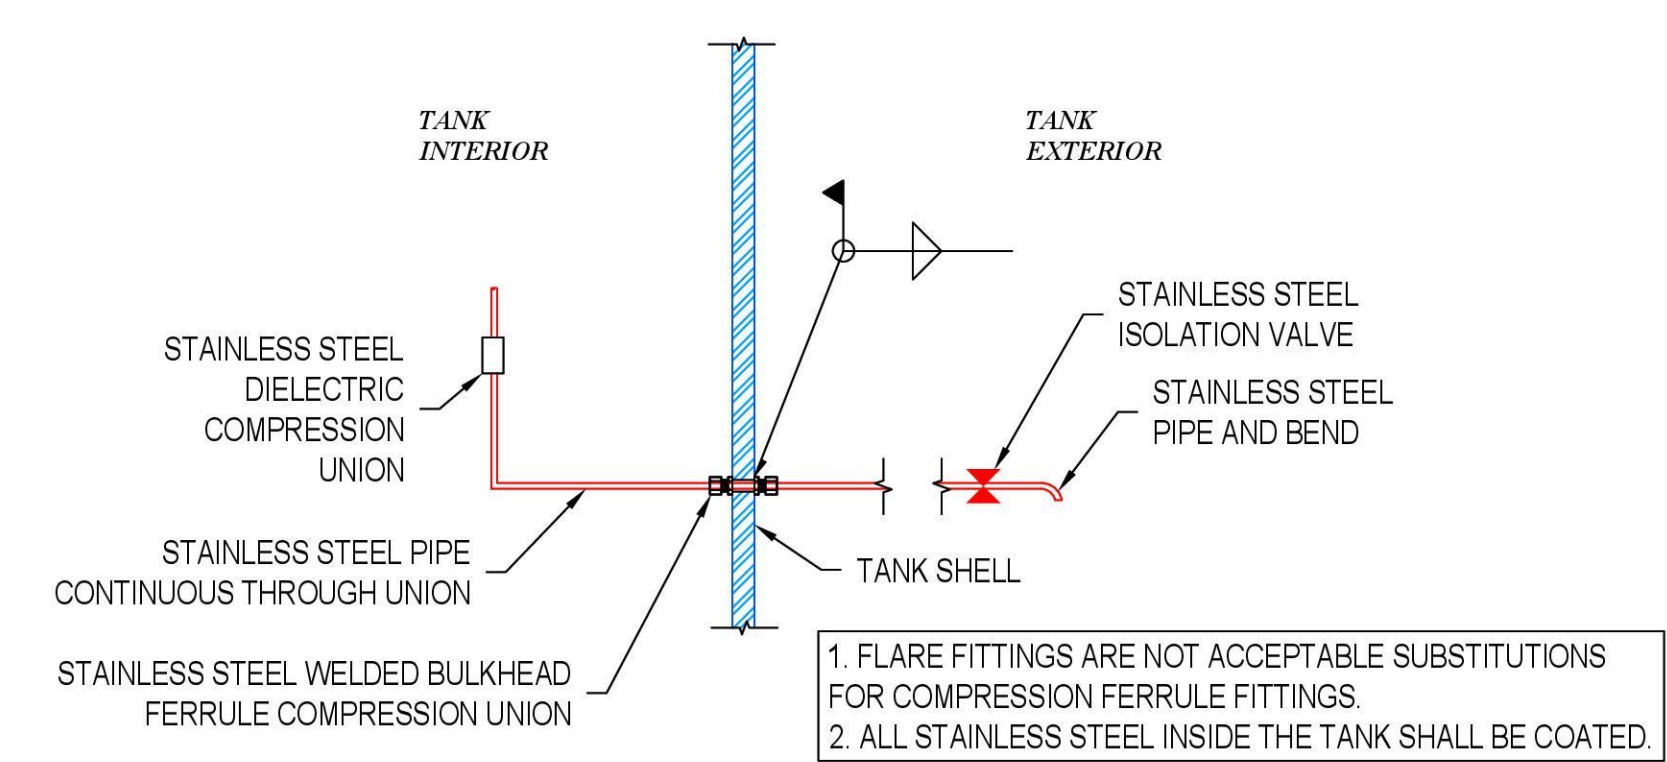 TANK
INTERIOR
TANK
EXTERIOR
STAINLESS STEEL
ISOLATION VALVE
STAINLESS STEEL
DIELECTRIC
COMPRESSION
UNION
STAINLESS STEEL
PIPE AND BEND
STAINLESS STEEL PIPE
CONTINUOUS THROUGH UNION
TANK SHELL
STAINLESS STEEL WELDED BULKHEAD
FERRULE COMPRESSION UNION
1. FLARE FITTINGS ARE NOT ACCEPTABLE SUBSTITUTIONS
FOR COMPRESSION FERRULE FITTINGS.
2. ALL STAINLESS STEEL INSIDE THE TANK SHALL BE COATED.